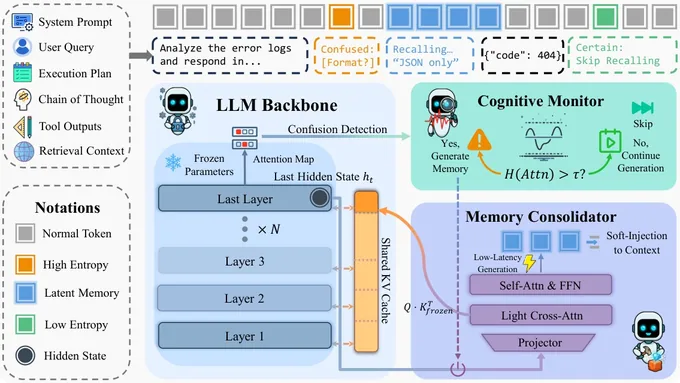 System Prompt
User Query
Execution Plan
Chain of Thought
Tool Outputs
Retrieval Context
Analyze the error logs
and respond in...
Confused:
[Format?]
Recalling…
“JSON only”
{"code": 404}
Certain:
Skip Recalling
Notations
Normal Token
High Entropy
Latent Memory
Low Entropy
Hidden State
LLM Backbone
Confusion Detection
Frozen
Parameters
Attention Map
Last Hidden State h_t
Last Layer
× N
Layer 3
Layer 2
Layer 1
Shared KV Cache
Cognitive Monitor
Yes,
Generate
Memory
H(Attn) > τ?
Skip
No,
Continue
Generation
Memory Consolidator
Low-Latency
Generation
Soft-Injection
to Context
Self-Attn & FFN
Light Cross-Attn
Projector
Q · K^T_frozen